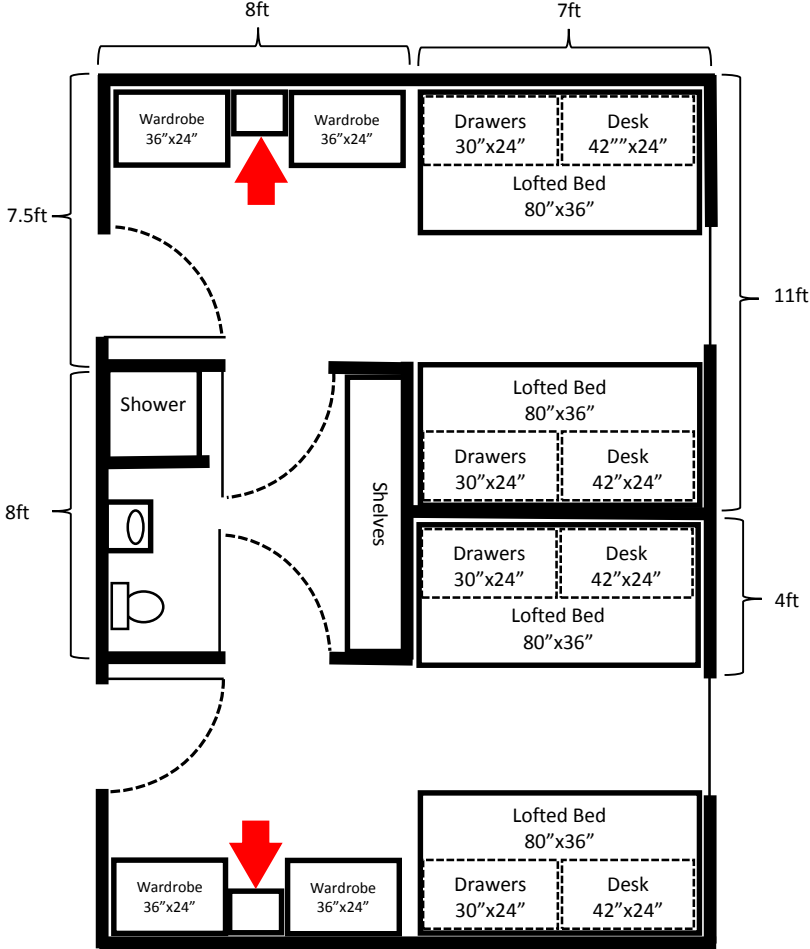 8ft
7ft
Wardrobe
36”x24”
Wardrobe
36”x24”
Drawers
30”x24”
Desk
42””x24”
Lofted Bed
80”x36”
7.5ft
11ft
Lofted Bed
80”x36”
Shower
Drawers
30”x24”
Desk
42”x24”
Shelves
8ft
Drawers
30”x24”
Desk
42”x24”
4ft
Lofted Bed
80”x36”
Lofted Bed
80”x36”
Wardrobe
36”x24”
Wardrobe
36”x24”
Drawers
30”x24”
Desk
42”x24”